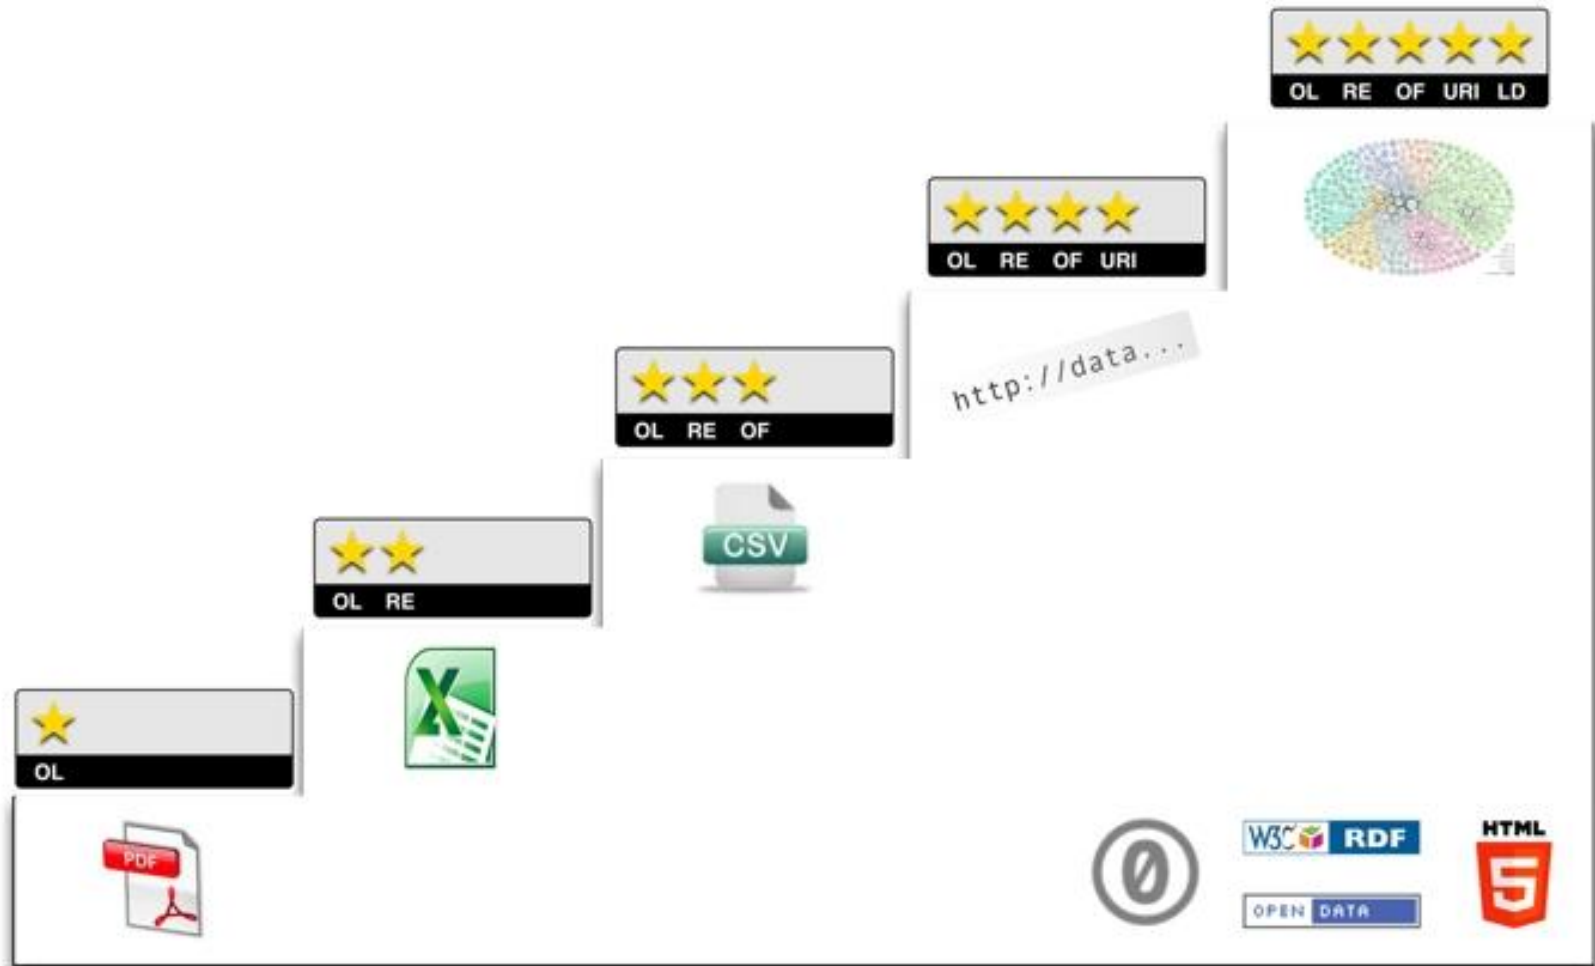 OL RE OF URI LD
OL RE OF URI
http://data...
OL RE OF
CSV
OL RE
X
OL
PDF
0
W3C RDF
OPEN DATA
HTML
5